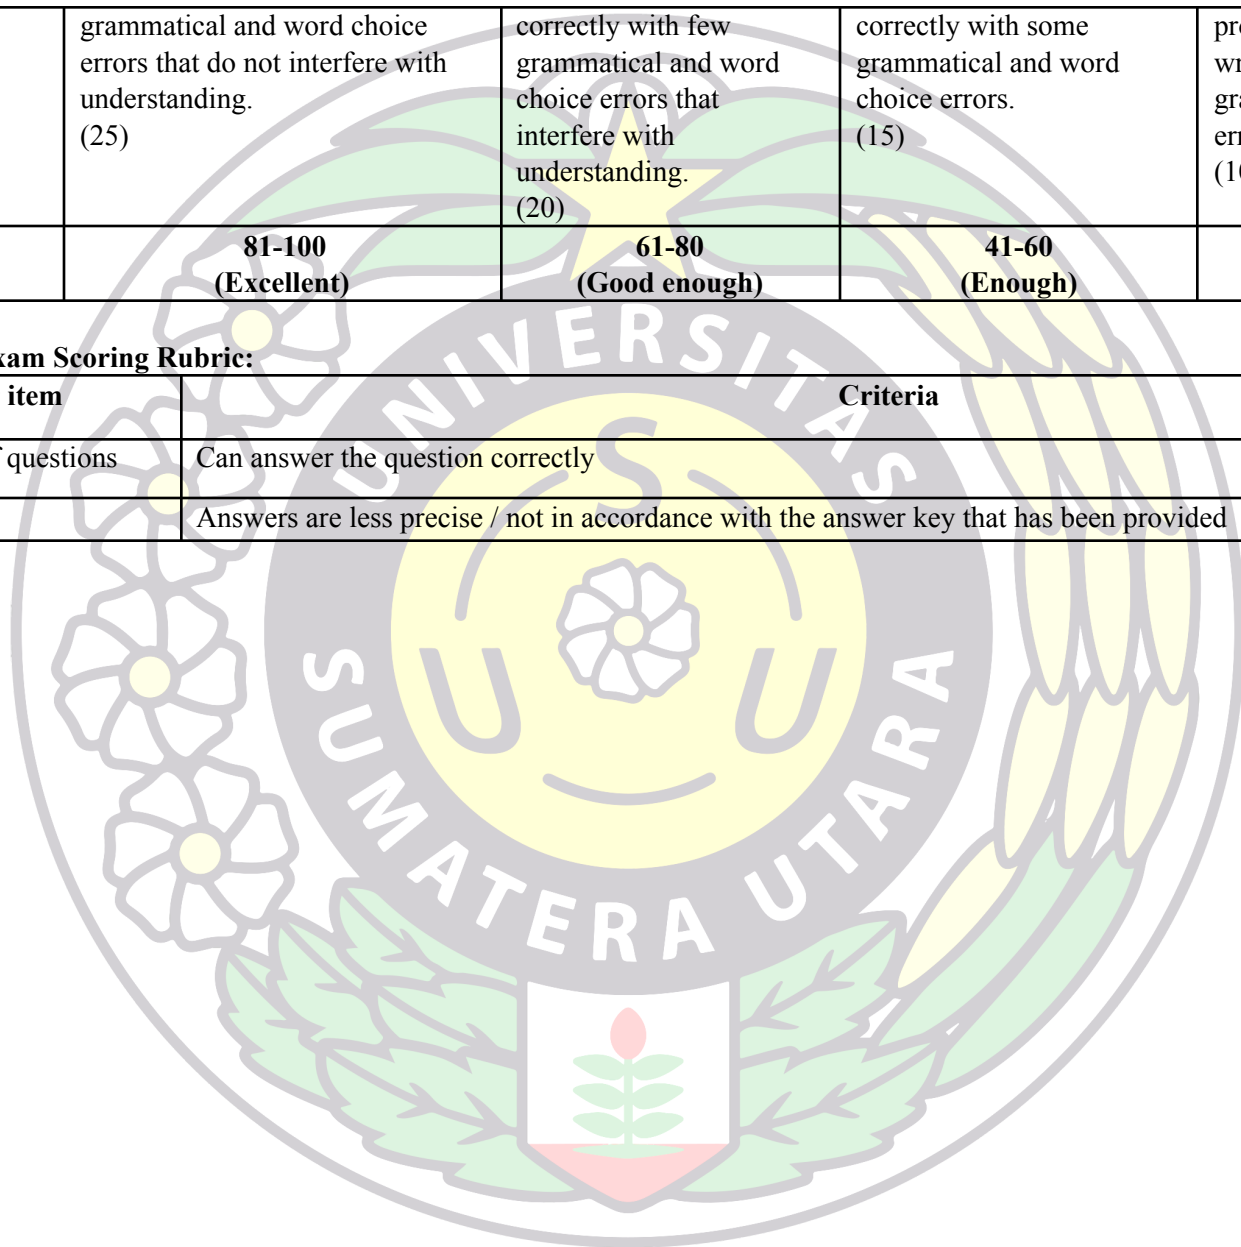 grammatical and word choice
errors that do not interfere with
understanding.
(25)
correctly with few
grammatical and word
choice errors that
interfere with
understanding.
(20)
correctly with some
grammatical and word
choice errors.
(15)
81-100
(Excellent)
61-80
(Good enough)
41-60
(Enough)
Scoring Rubric:
item
Criteria
questions
Can answer the question correctly
Answers are less precise / not in accordance with the answer key that has been provided
UNIVERSITAS
SUMATERA UTARA
U S U